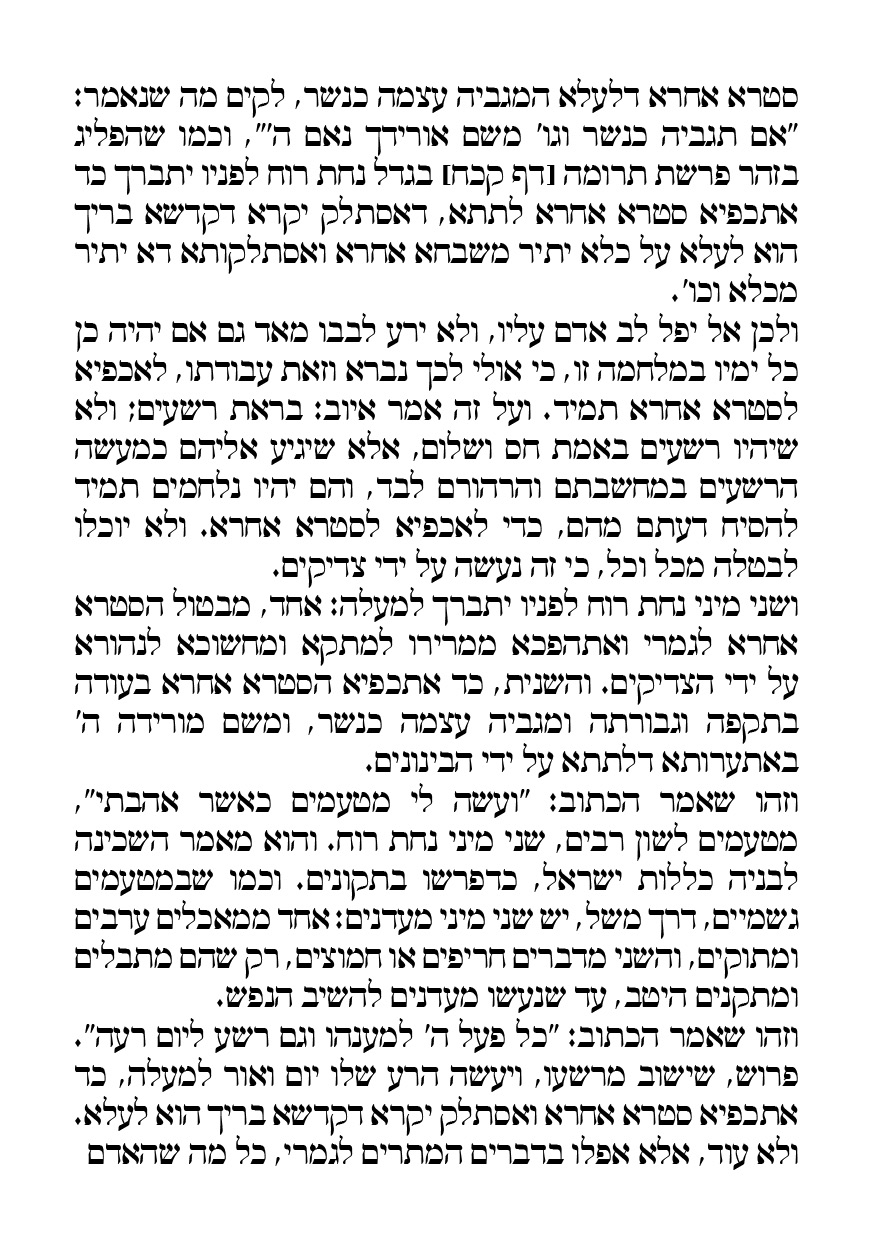 סטרא אחרא דלעלא המגביה עצמה כנשר, לקים מה שנאמר:
"אם תגביה כנשר וגו' משם אורידך נאם ה'", וכמו שהפליג
בזהר פרשת תרומה [דף קכח] בגדל נחת רוח לפניו יתברך כד
אתכפיא סטרא אחרא לתתא, דאסתלק יקרא דקדשא בריך
הוא לעלא על כלא יתיר משבחא אחרא ואסתלקותא דא יתיר
מכלא וכו'.
ולכן אל יפל לב אדם עליו, ולא ירע לבבו מאד גם אם יהיה כן
כל ימיו במלחמה זו, כי אולי לכך נברא וזאת עבודתו, לאכפיא
לסטרא אחרא תמיד. ועל זה אמר איוב: בראת רשעים; ולא
שיהיו רשעים באמת חס ושלום, אלא שיגיע אליהם כמעשה
הרשעים במחשבתם והרהורם לבד, והם יהיו נלחמים תמיד
להסיח דעתם מהם, כדי לאכפיא לסטרא אחרא. ולא יוכלו
לבטלה מכל וכל, כי זה נעשה על ידי צדיקים.
ושני מיני נחת רוח לפניו יתברך למעלה: אחד, מבטול הסטרא
אחרא לגמרי ואתהפכא ממרירו למתקא ומחשוכא לנהורא
על ידי הצדיקים. והשנית, כד אתכפיא הסטרא אחרא בעודה
בתקפה וגבורתה ומגביה עצמה כנשר, ומשם מורידה ה'
באתערותא דלתתא על ידי הבינונים.
וזהו שאמר הכתוב: "ועשה לי מטעמים כאשר אהבתי",
מטעמים לשון רבים, שני מיני נחת רוח. והוא מאמר השכינה
לבניה כללות ישראל, כדפרשו בתקונים. וכמו שבמטעמים
גשמיים, דרך משל, יש שני מיני מעדנים: אחד ממאכלים ערבים
ומתוקים, והשני מדברים חריפים או חמוצים, רק שהם מתבלים
ומתקנים היטב, עד שנעשו מעדנים להשיב הנפש.
וזהו שאמר הכתוב: "כל פעל ה' למענהו וגם רשע ליום רעה".
פרוש, שישוב מרשעו, ויעשה הרע שלו יום ואור למעלה, כד
אתכפיא סטרא אחרא ואסתלק יקרא דקדשא בריך הוא לעלא.
ולא עוד, אלא אפלו בדברים המתרים לגמרי, כל מה שהאדם